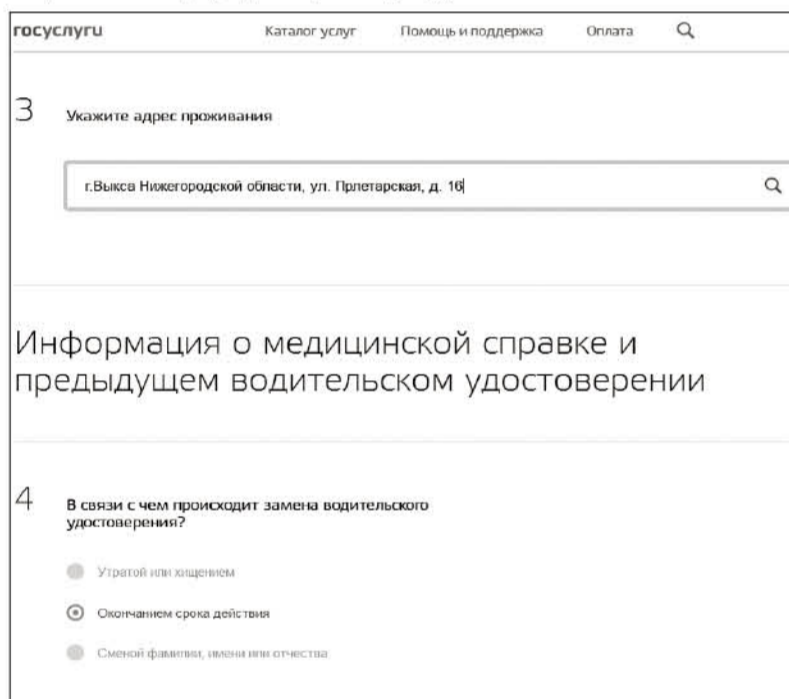 госуслуги Каталог услуг Помощь и поддержка Оплата
3 Укажите адрес проживания
г.Выкса Нижегородской области, ул. Прлетарская, д. 16
Информация о медицинской справке и
предыдущем водительском удостоверении
4 В связи с чем происходит замена водительского
удостоверения?
Утратой или хищением
Окончанием срока действия
Сменой фамилии, имени или отчества